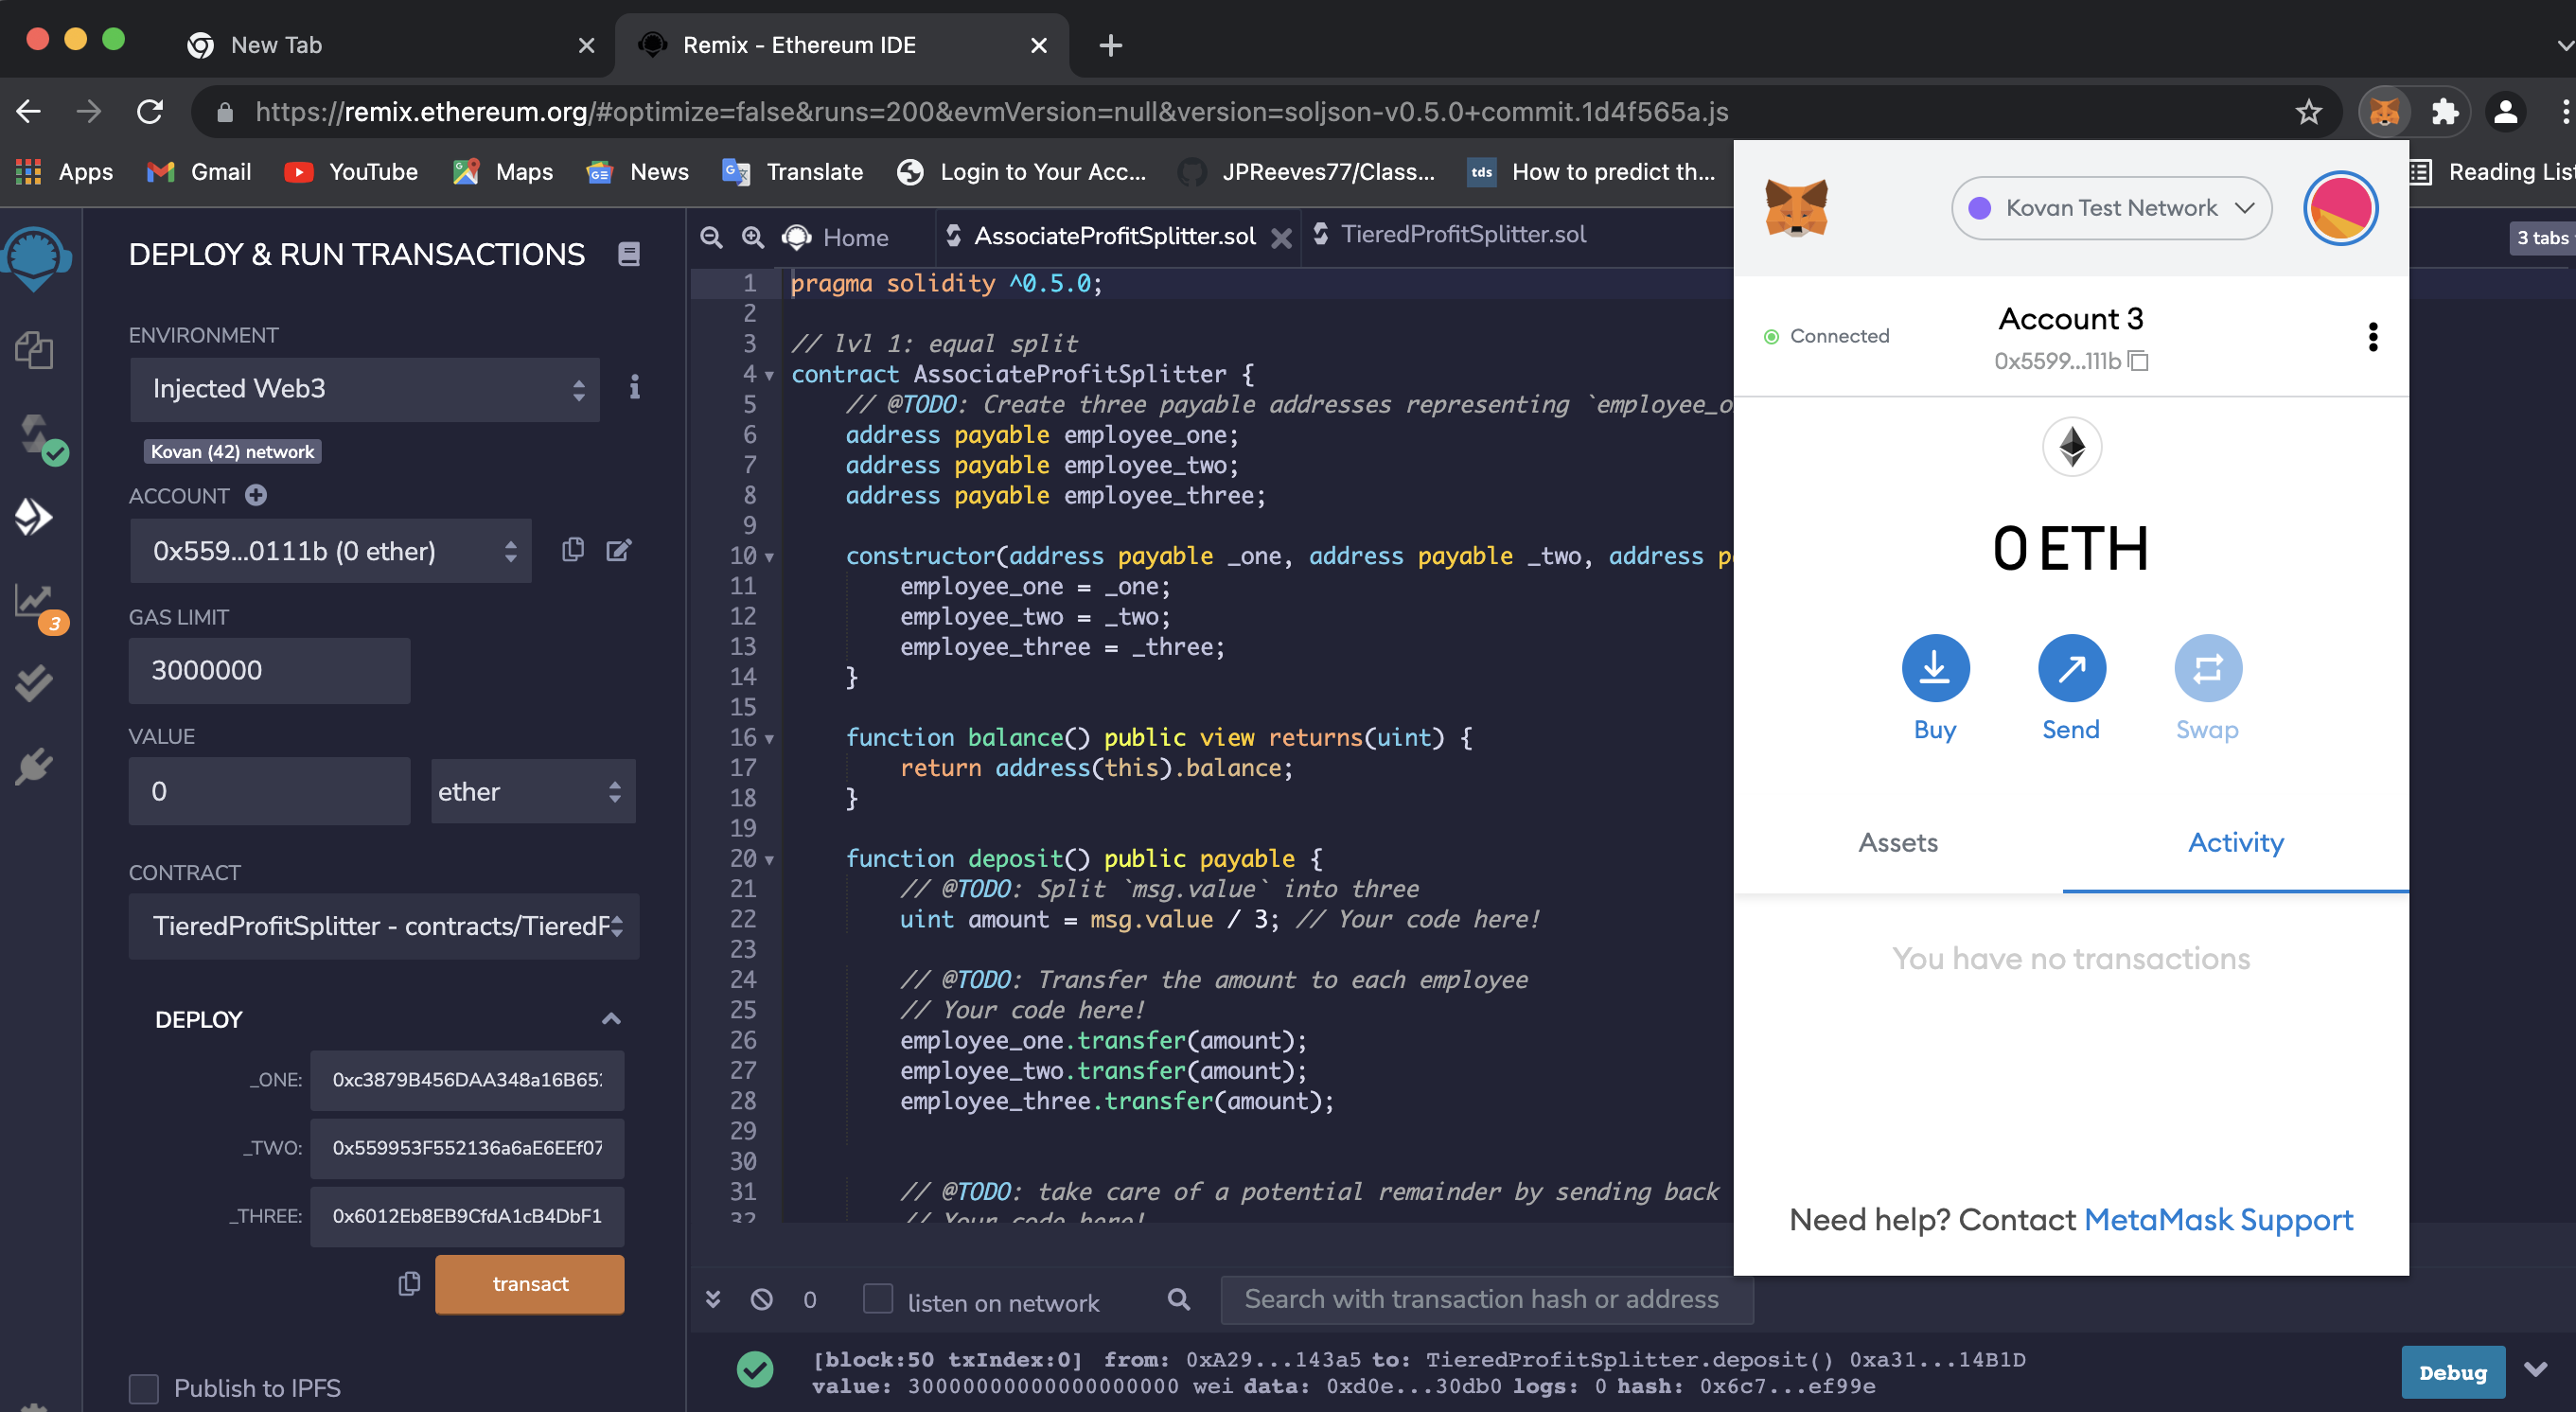 New Tab
Remix - Ethereum IDE
https://remix.ethereum.org/#optimize=false&runs=200&evmVersion=null&version=soljson-v0.5.0+commit.1d4f565a.js
Apps
Gmail
YouTube
Maps
News
Translate
Login to Your Acc...
JPReeves77/Class...
tds
How to predict th...
Reading List
DEPLOY & RUN TRANSACTIONS
ENVIRONMENT
Injected Web3
Kovan (42) network
ACCOUNT
0x559...0111b (0 ether)
GAS LIMIT
3000000
3
VALUE
0
ether
CONTRACT
TieredProfitSplitter - contracts/TieredP
DEPLOY
_ONE:
0xc3879B456DAA348a16B65
_TWO:
0x559953F552136a6aE6EEf07
_THREE:
0x6012Eb8EB9CfdA1cB4DbF1
transact
Publish to IPFS
Home
AssociateProfitSplitter.sol
TieredProfitSplitter.sol
3 tabs
1 pragma solidity ^0.5.0;
2
3 // lvl 1: equal split
4 contract AssociateProfitSplitter {
5 // @TODO: Create three payable addresses representing `employee_o
6 address payable employee_one;
7 address payable employee_two;
8 address payable employee_three;
9
10 constructor(address payable _one, address payable _two, address p
11 employee_one = _one;
12 employee_two = _two;
13 employee_three = _three;
14 }
15
16 function balance() public view returns(uint) {
17 return address(this).balance;
18 }
19
20 function deposit() public payable {
21 // @TODO: Split `msg.value` into three
22 uint amount = msg.value / 3; // Your code here!
23
24 // @TODO: Transfer the amount to each employee
25 // Your code here!
26 employee_one.transfer(amount);
27 employee_two.transfer(amount);
28 employee_three.transfer(amount);
29
30
31 // @TODO: take care of a potential remainder by sending back
32 // Your code here!
Kovan Test Network
Connected
Account 3
0x5599...111b
0 ETH
Buy
Send
Swap
Assets
Activity
You have no transactions
Need help? Contact MetaMask Support
0
listen on network
Search with transaction hash or address
[block:50 txIndex:0] from: 0xA29...143a5 to: TieredProfitSplitter.deposit() 0xa31...14B1D
value: 30000000000000000000 wei data: 0xd0e...30db0 logs: 0 hash: 0x6c7...ef99e
Debug